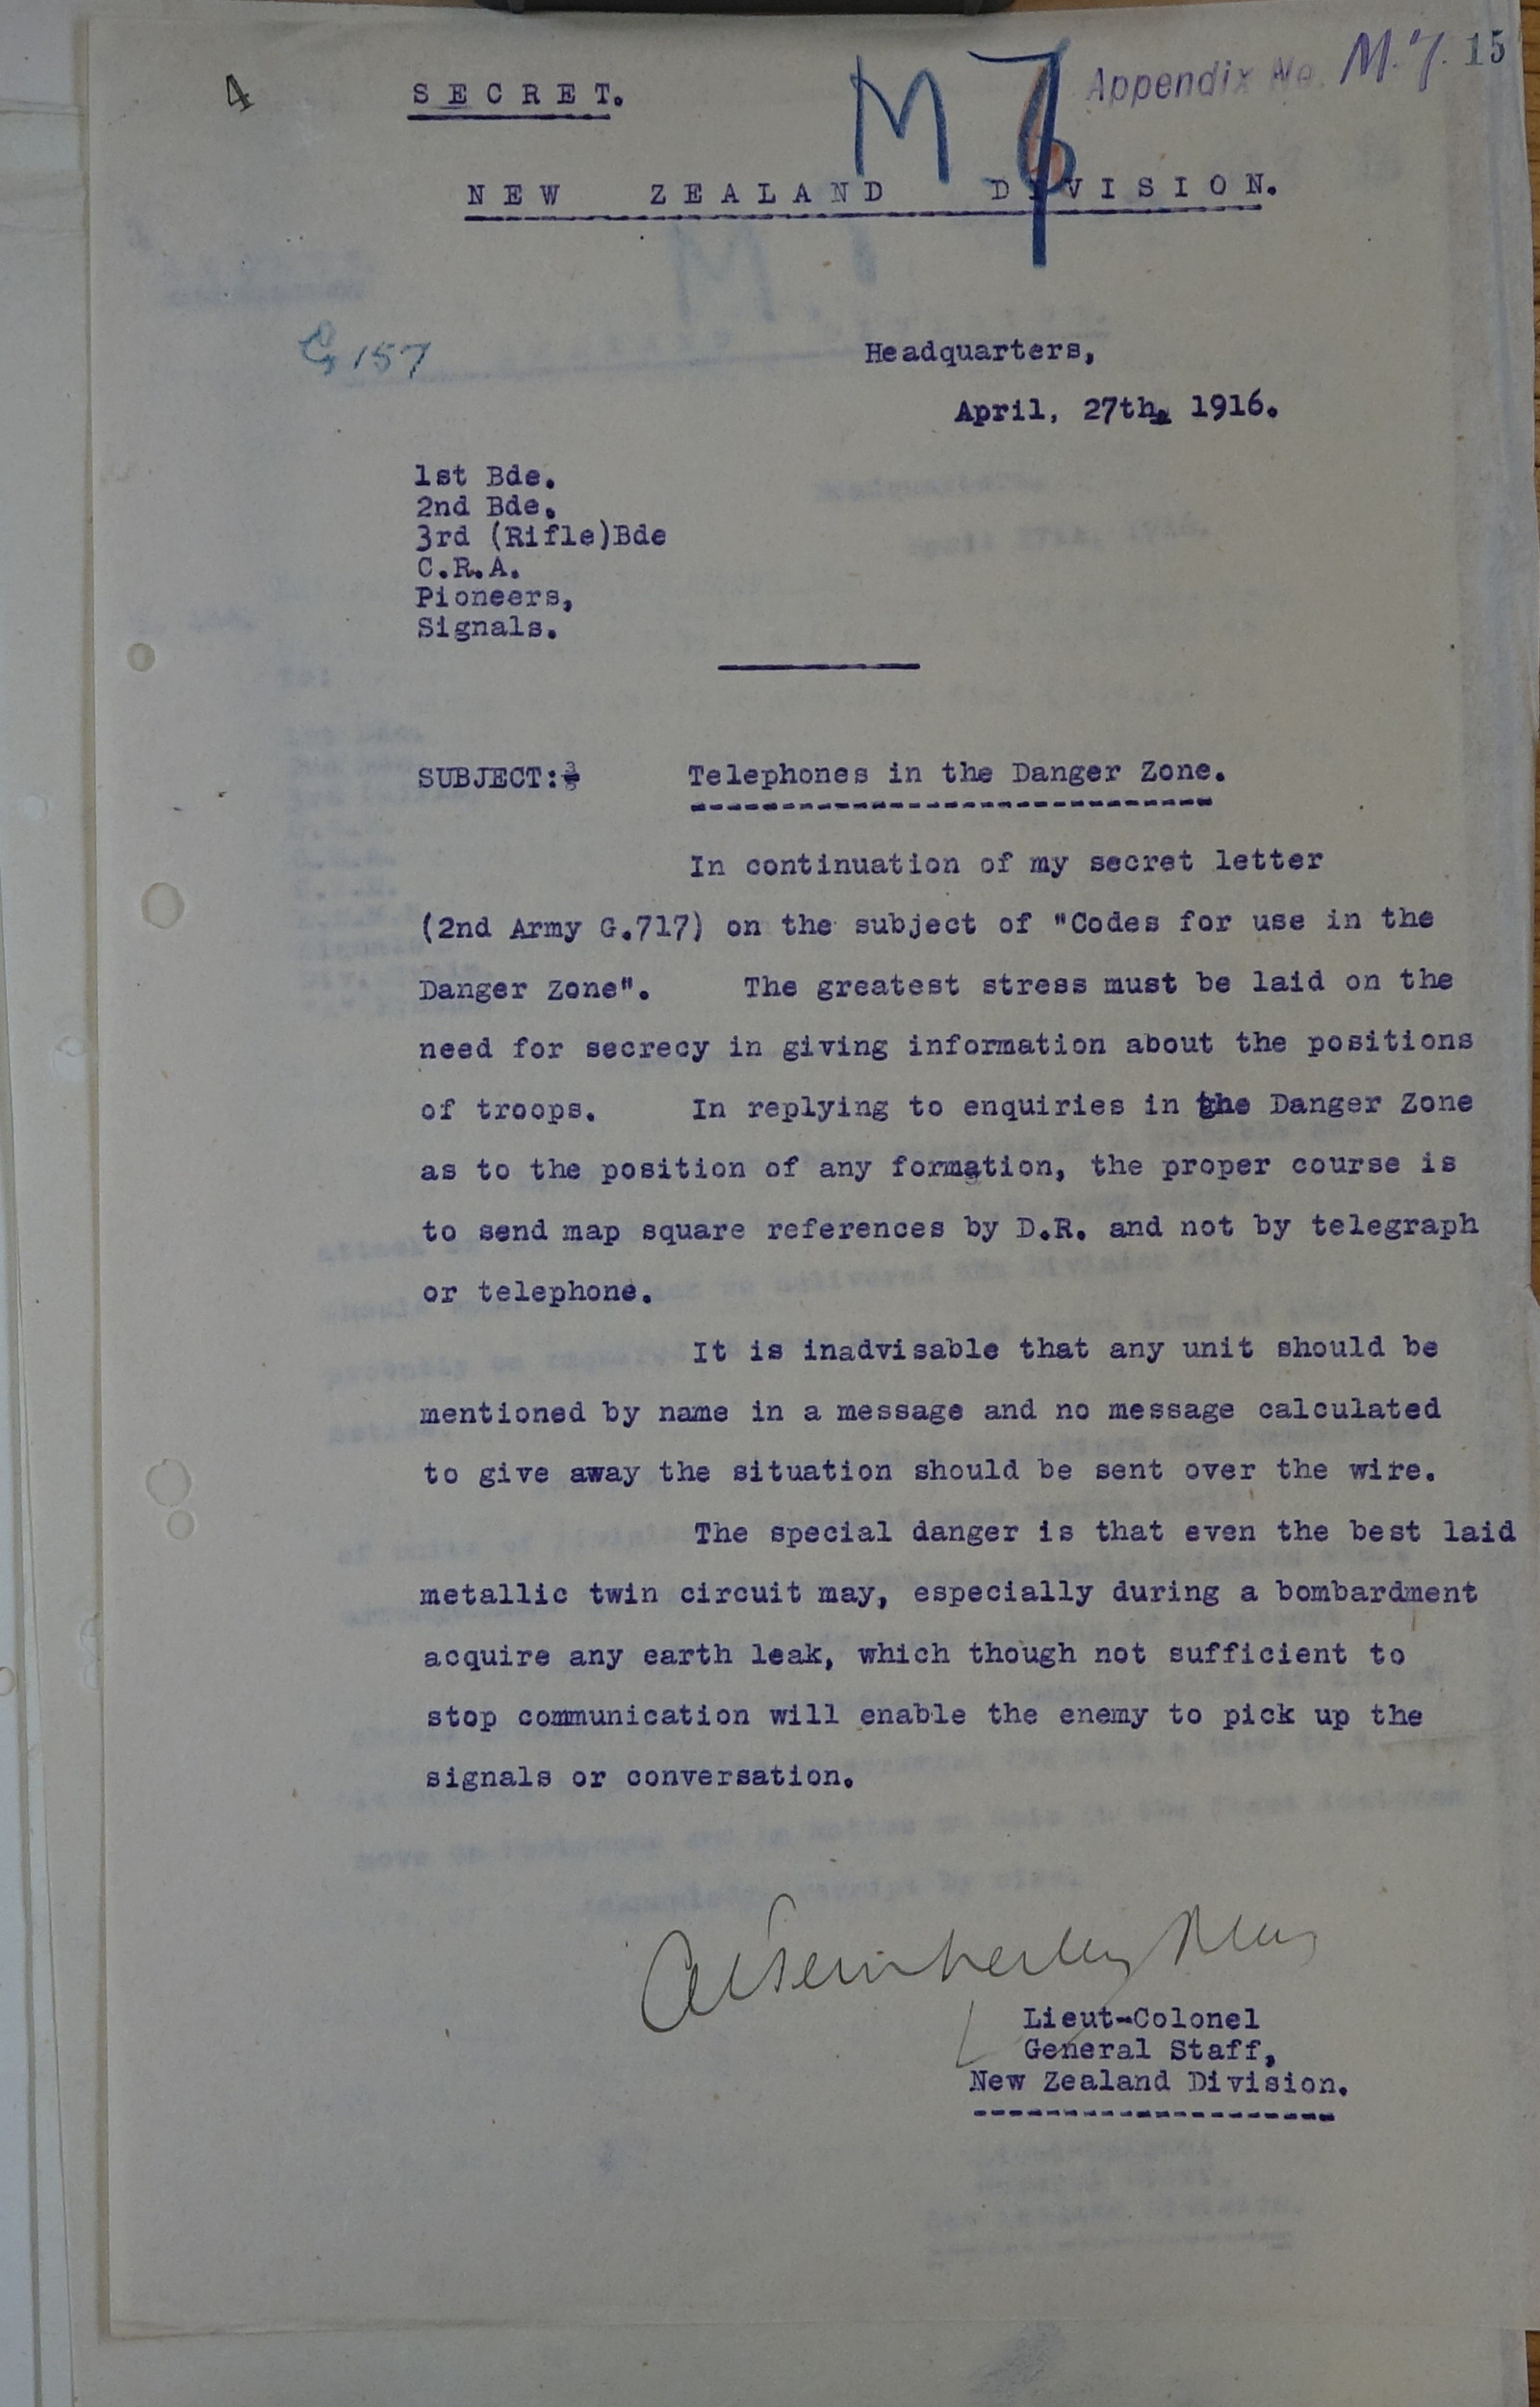 4
SECRET.
M 7
Appendix No. M.7. 15
NEW ZEALAND DIVISION.
G 157
Headquarters,
April, 27th, 1916.
1st Bde.
2nd Bde.
3rd (Rifle)Bde
C.R.A.
Pioneers,
Signals.
SUBJECT:
Telephones in the Danger Zone.
In continuation of my secret letter
(2nd Army G.717) on the subject of "Codes for use in the
Danger Zone". The greatest stress must be laid on the
need for secrecy in giving information about the positions
of troops. In replying to enquiries in the Danger Zone
as to the position of any formation, the proper course is
to send map square references by D.R. and not by telegraph
or telephone.
It is inadvisable that any unit should be
mentioned by name in a message and no message calculated
to give away the situation should be sent over the wire.
The special danger is that even the best laid
metallic twin circuit may, especially during a bombardment
acquire any earth leak, which though not sufficient to
stop communication will enable the enemy to pick up the
signals or conversation.
Lieut-Colonel
General Staff,
New Zealand Division.